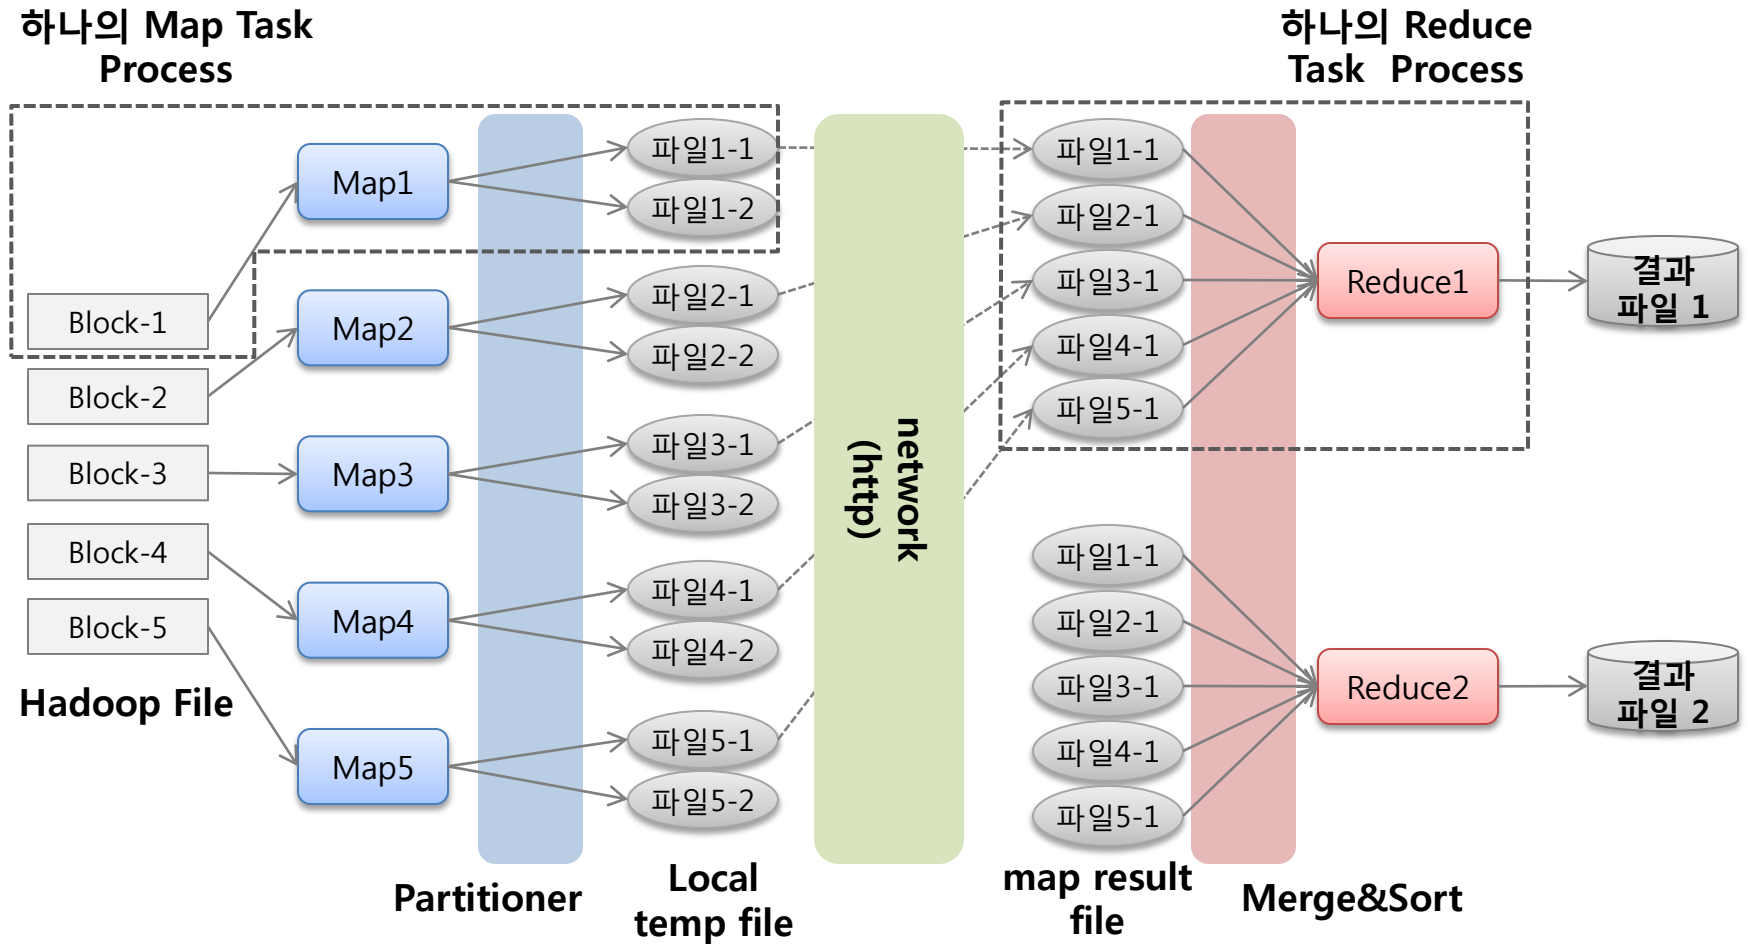 하나의 Map Task
Process
하나의 Reduce
Task Process
Block-1
Block-2
Block-3
Block-4
Block-5
Hadoop File
Map1
Map2
Map3
Map4
Map5
Partitioner
파일1-1
파일1-2
파일2-1
파일2-2
파일3-1
파일3-2
파일4-1
파일4-2
파일5-1
파일5-2
Local
temp file
network
(http)
파일1-1
파일2-1
파일3-1
파일4-1
파일5-1
파일1-1
파일2-1
파일3-1
파일4-1
파일5-1
map result
file
Merge&Sort
Reduce1
Reduce2
결과
파일 1
결과
파일 2